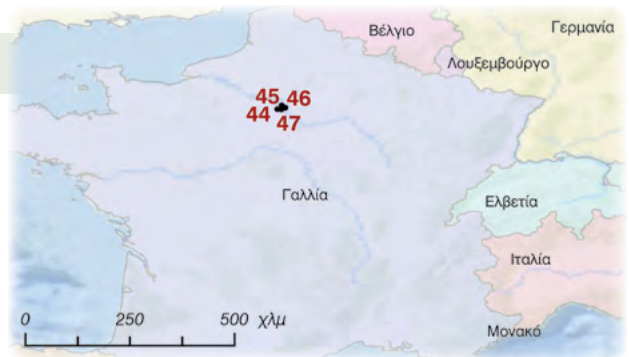 Βέλγιο
Γερμανία
Λουξεμβούργο
45 46
44 47
Γαλλία
Ελβετία
Ιταλία
0 250 500 χλμ
Μονακό